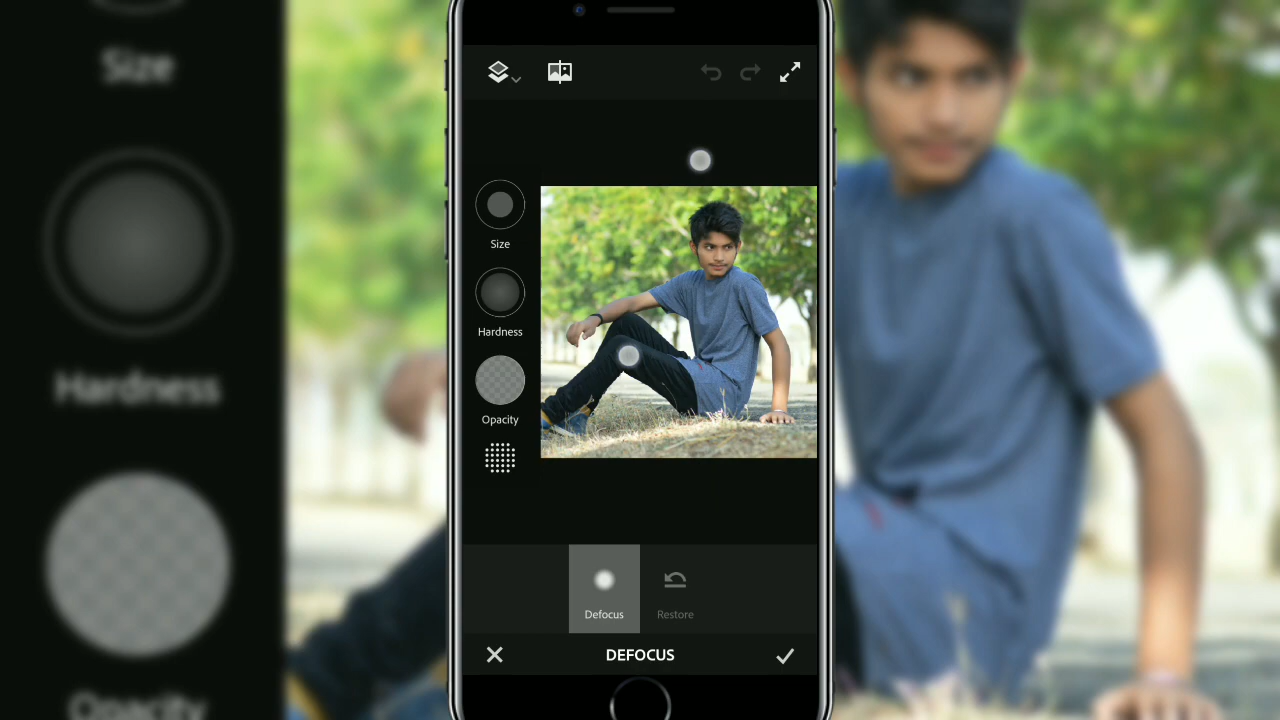 Size
Hardness
Opacity
Size
Hardness
Opacity
Defocus
Restore
DEFOCUS